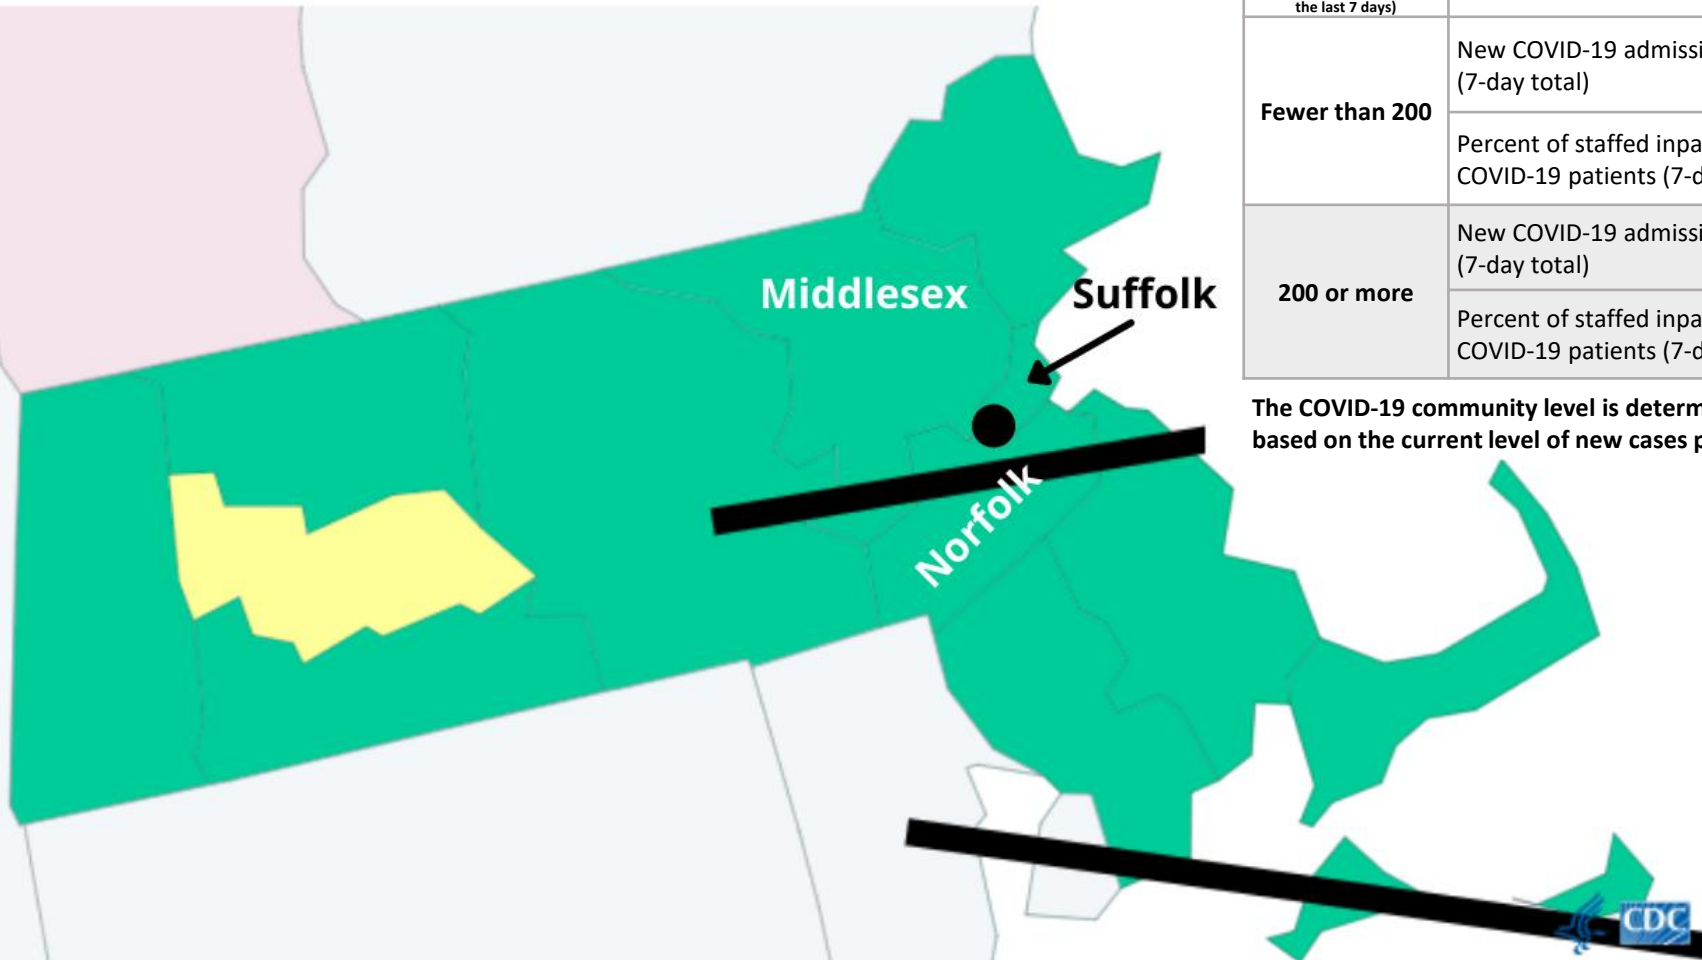 the last 7 days)
Fewer than 200
New COVID-19 admissi
(7-day total)
Percent of staffed inpa
COVID-19 patients (7-d
200 or more
New COVID-19 admissi
(7-day total)
Percent of staffed inpa
COVID-19 patients (7-d
The COVID-19 community level is determ
based on the current level of new cases p
Middlesex
Suffolk
Norfolk
CDC